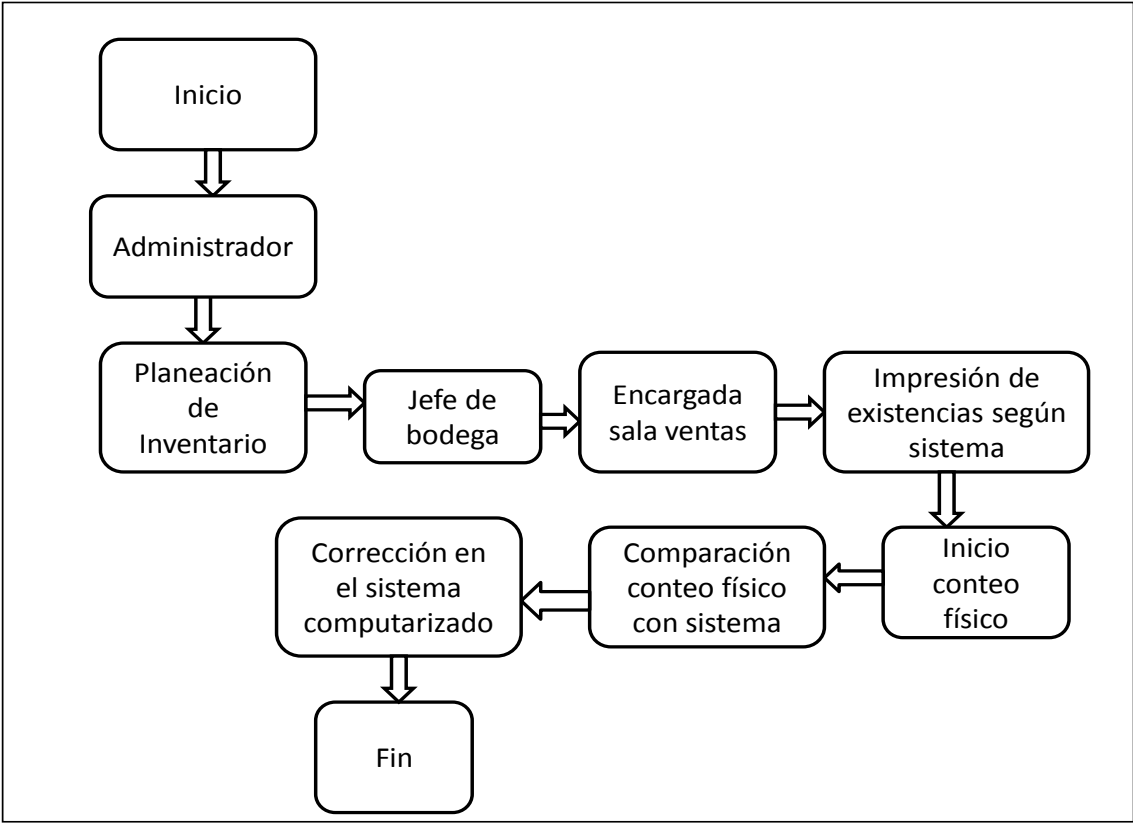 Inicio
Administrador
Planeación
de
Inventario
Jefe de
bodega
Encargada
sala ventas
Impresión de
existencias según
sistema
Inicio
conteo
físico
Comparación
conteo físico
con sistema
Corrección en
el sistema
computarizado
Fin